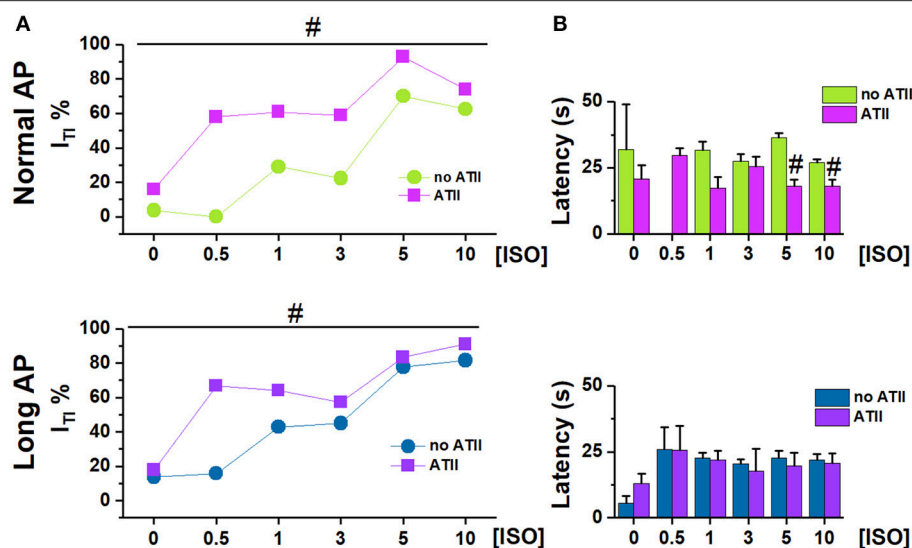 A
#
Normal AP
I_TI %
100
80
60
40
20
0
no ATII
ATII
0 0.5 1 3 5 10 [ISO]
B
Latency (s)
50
25
0
no ATII
ATII
# #
0 0.5 1 3 5 10 [ISO]
#
Long AP
I_TI %
100
80
60
40
20
0
no ATII
ATII
0 0.5 1 3 5 10 [ISO]
Latency (s)
50
25
0
no ATII
ATII
0 0.5 1 3 5 10 [ISO]